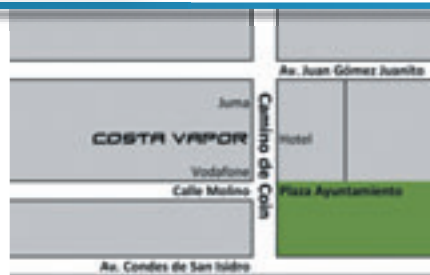 Av. Juan Gómez Juanito
Juma
Camino de Coin
COSTA VAPOR
Hotel
Vodafone
Calle Molino
Plaza Ayuntamiento
Av. Condes de San Isidro